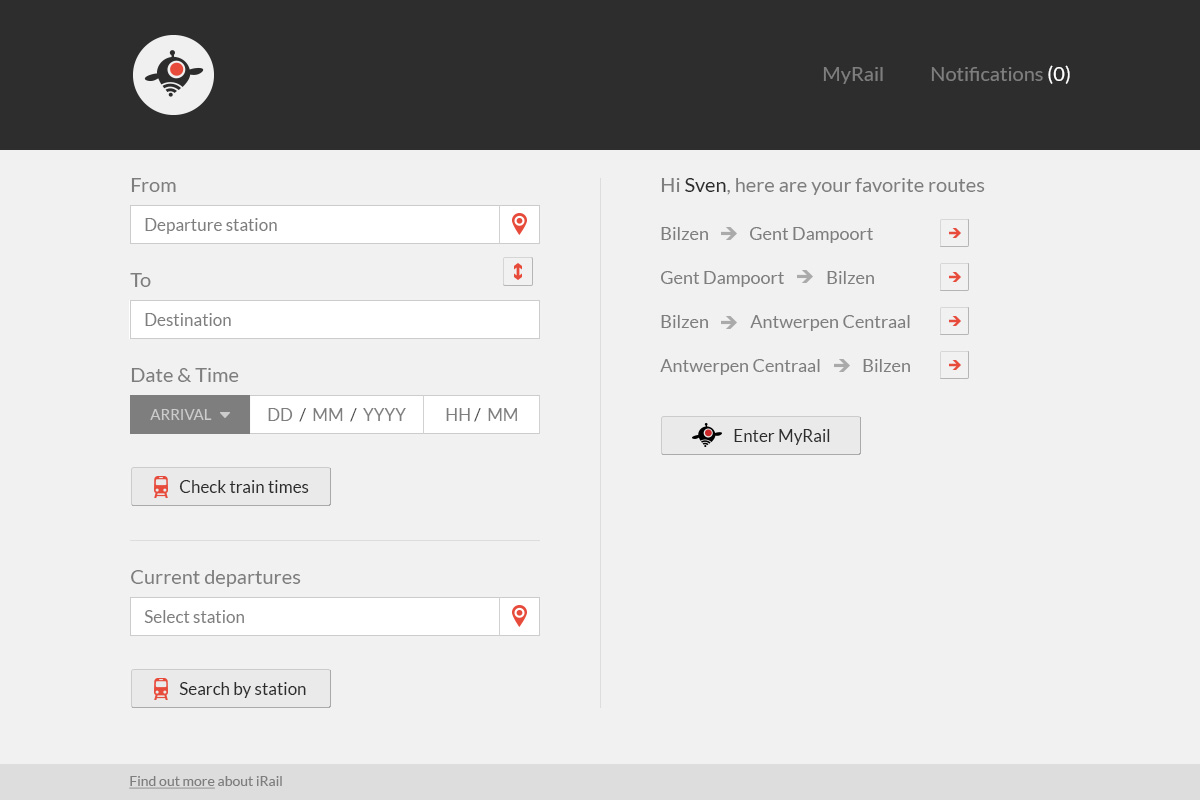 MyRail
Notifications (0)
From
Departure station
To
Destination
Date & Time
ARRIVAL
DD / MM / YYYY
HH / MM
Check train times
Current departures
Select station
Search by station
Hi Sven, here are your favorite routes
Bilzen → Gent Dampoort
Gent Dampoort → Bilzen
Bilzen → Antwerpen Centraal
Antwerpen Centraal → Bilzen
Enter MyRail
Find out more about iRail